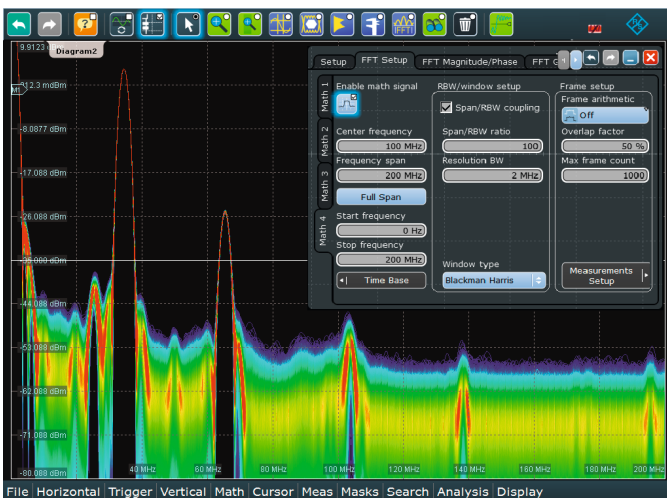 9.9123
Diagram2
912.3 mdBm
M1
-8.0877 dBm
-17.088 dBm
-26.088 dBm
-35.000 dBm
-44.088 dBm
-53.088 dBm
-62.088 dBm
-71.088 dBm
-80.088 dBm
40 MHz
60 MHz
80 MHz
100 MHz
120 MHz
140 MHz
160 MHz
180 MHz
200 MHz
Setup
FFT Setup
FFT Magnitude/Phase
FFT G
Math 1
Math 2
Math 3
Math 4
Enable math signal
Center frequency
100 MHz
Frequency span
200 MHz
Full Span
Start frequency
0 Hz
Stop frequency
200 MHz
Time Base
RBW/window setup
Span/RBW coupling
Span/RBW ratio
100
Resolution BW
2 MHz
Window type
Blackman Harris
Frame setup
Frame arithmetic
Off
Overlap factor
50 %
Max frame count
1000
Measurements
Setup
File Horizontal Trigger Vertical Math Cursor Meas Masks Search Analysis Display